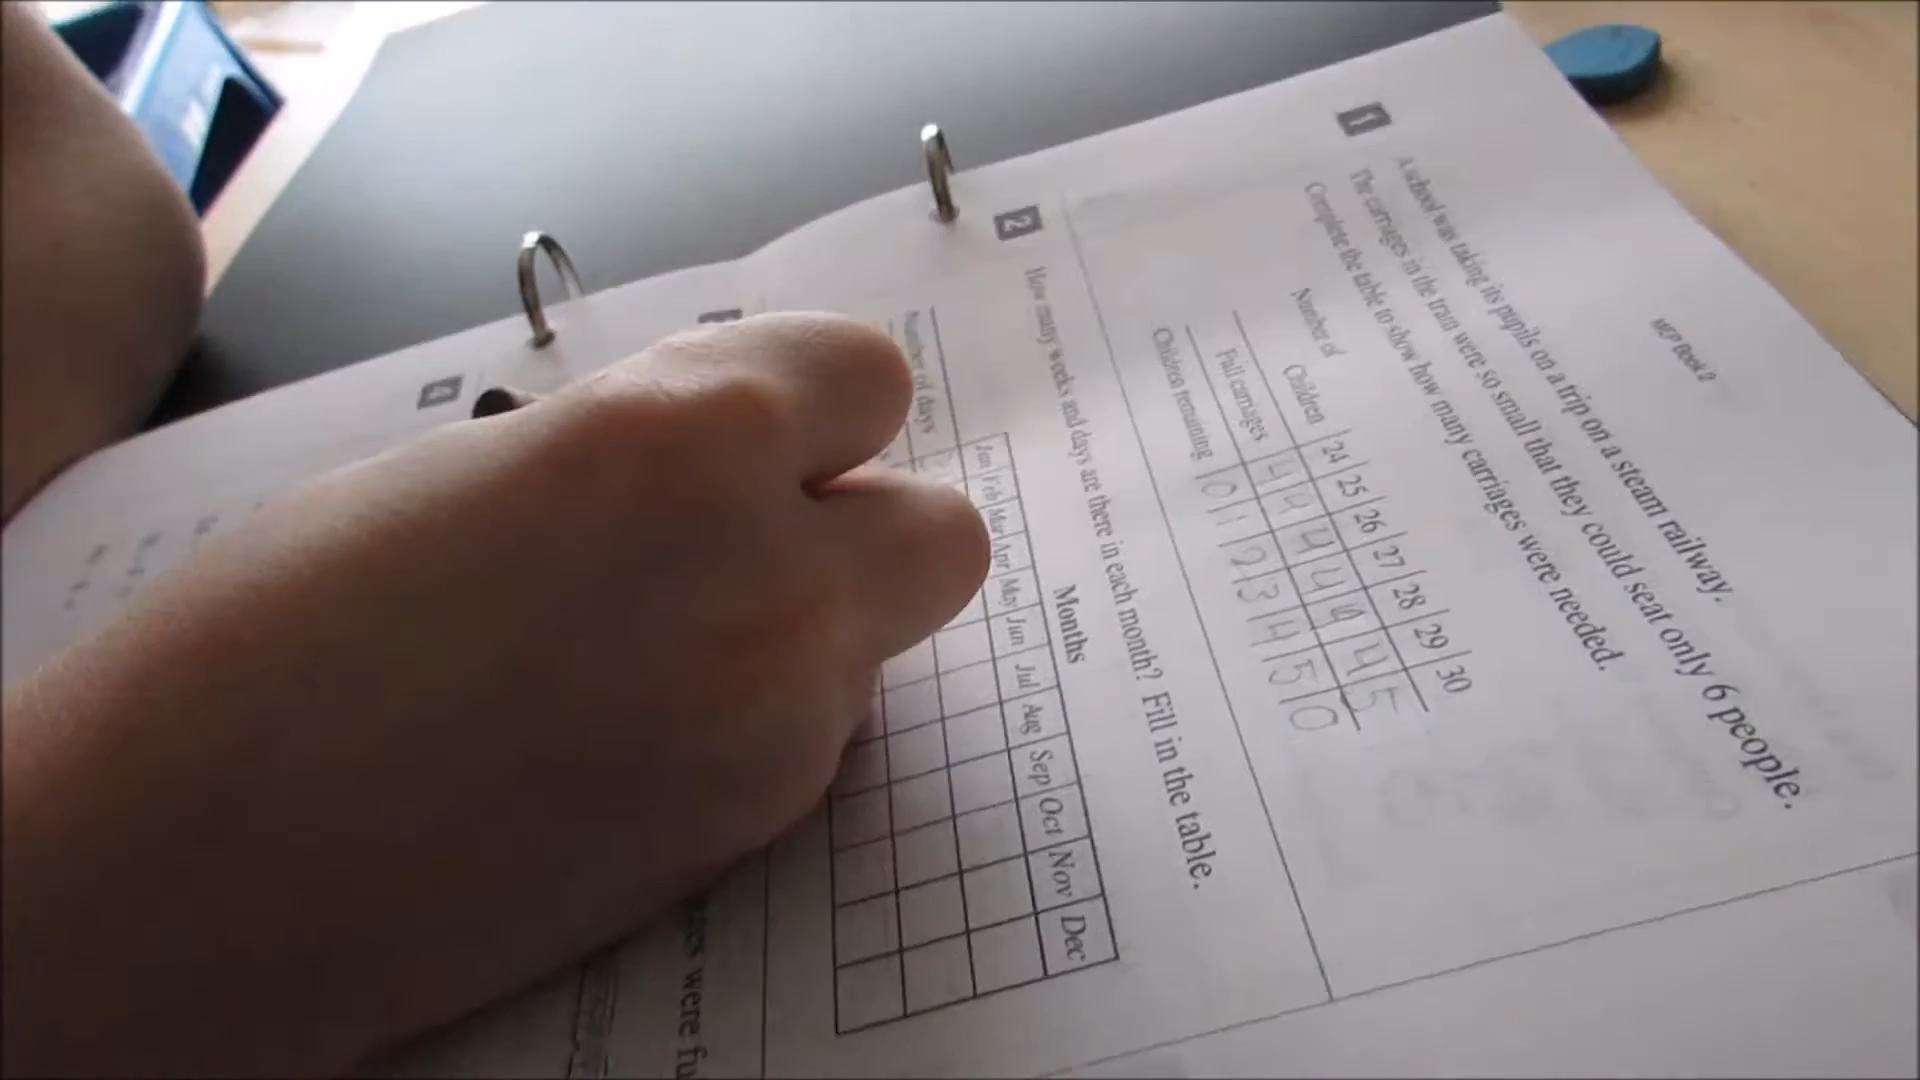 MEP Book 2
1
A school was taking its pupils on a trip on a steam railway.
The carriages in the train were so small that they could seat only 6 people.
Complete the table to show how many carriages were needed.
Number of
Children 24 25 26 27 28 29 30
Full carriages 4 4 4 4 4 4 5
Children remaining 0 1 2 3 4 5 0
2
How many weeks and days are there in each month? Fill in the table.
Months
Jan Feb Mar Apr May Jun Jul Aug Sep Oct Nov Dec
Number of days
were
4